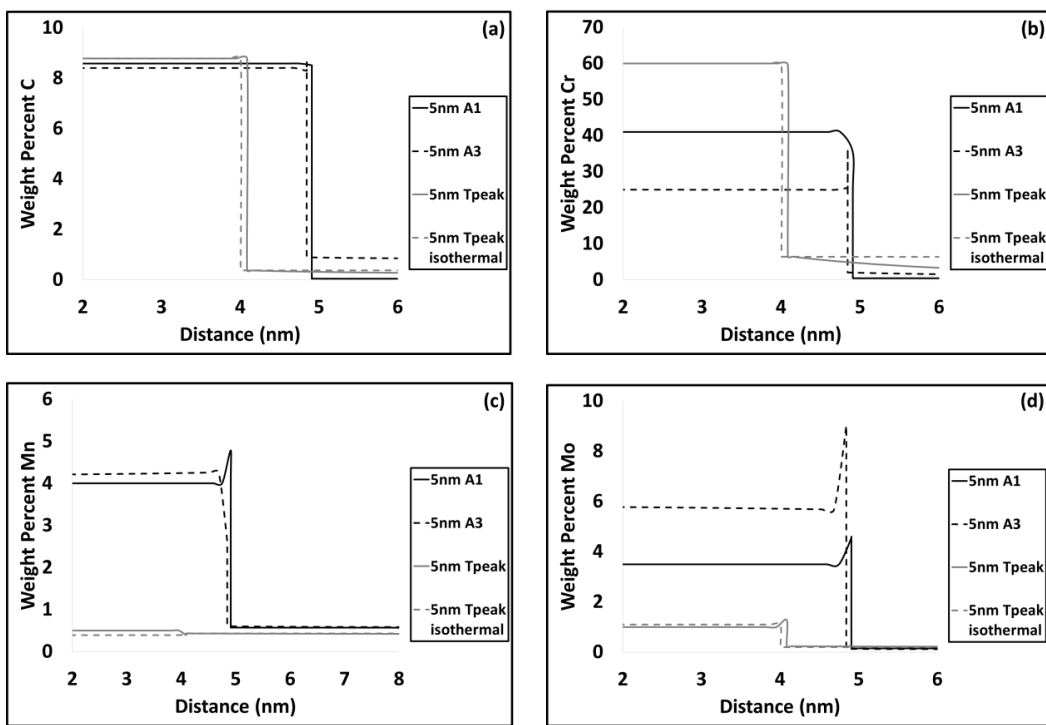 (a)
Weight Percent C
10
8
6
4
2
0
2 3 4 5 6
Distance (nm)
5nm A1
5nm A3
5nm Tpeak
5nm Tpeak
isothermal
(b)
Weight Percent Cr
70
60
50
40
30
20
10
0
2 3 4 5 6
Distance (nm)
5nm A1
5nm A3
5nm Tpeak
5nm Tpeak
isothermal
(c)
Weight Percent Mn
6
5
4
3
2
1
0
2 3 4 5 6 7 8
Distance (nm)
5nm A1
5nm A3
5nm Tpeak
5nm Tpeak
isothermal
(d)
Weight Percent Mo
10
8
6
4
2
0
2 3 4 5 6
Distance (nm)
5nm A1
5nm A3
5nm Tpeak
5nm Tpeak
isothermal